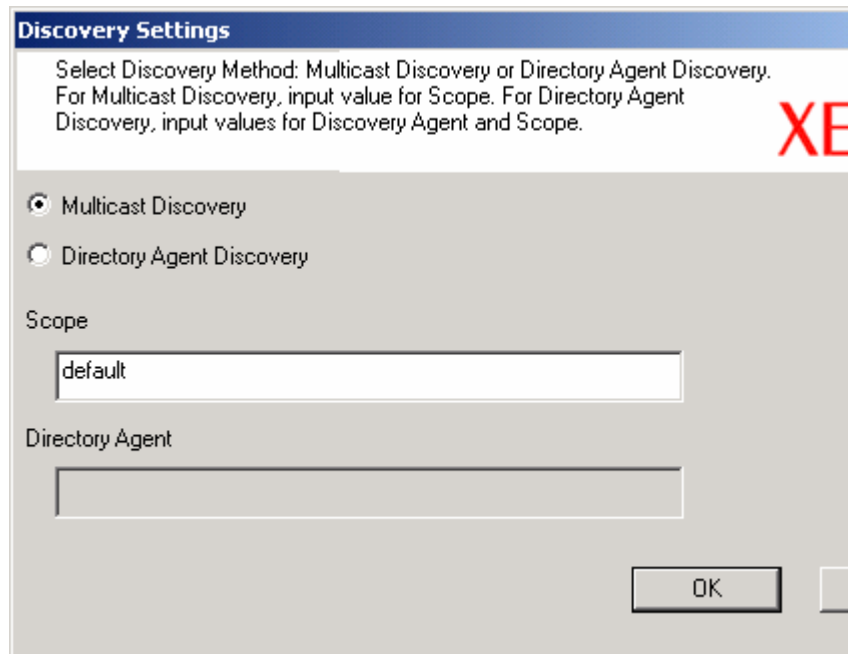 Discovery Settings
Select Discovery Method: Multicast Discovery or Directory Agent Discovery.
For Multicast Discovery, input value for Scope. For Directory Agent
Discovery, input values for Discovery Agent and Scope.
XE
Multicast Discovery
Directory Agent Discovery
Scope
default
Directory Agent
OK